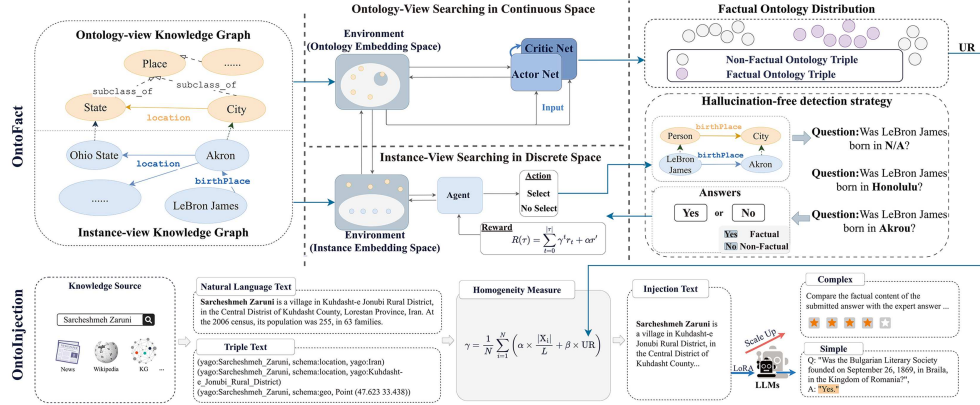 OntoFact
Ontology-view Knowledge Graph
Place
......
subclass_of
subclass_of
State
City
location
Ohio State
Akron
location
birthPlace
......
LeBron James
Instance-view Knowledge Graph
Ontology-View Searching in Continuous Space
Environment
(Ontology Embedding Space)
Critic Net
Actor Net
Input
Instance-View Searching in Discrete Space
Environment
(Instance Embedding Space)
Agent
Action
Select
No Select
Reward
R(τ) = ∑_{t=0}^{|τ|} γ^t r_t + αr′
Factual Ontology Distribution
Non-Factual Ontology Triple
Factual Ontology Triple
UR
Hallucination-free detection strategy
Person
birthPlace
City
LeBron
James
birthPlace
Akron
Answers
Yes or No
Yes Factual
No Non-Factual
Question:Was LeBron James
born in N/A?
Question:Was LeBron James
born in Honolulu?
Question:Was LeBron James
born in Akrou?
OntoInjection
Knowledge Source
Sarcheshmeh Zaruni
News
Wikipedia
KG
...
Natural Language Text
Sarcheshmeh Zaruni is a village in Kuhdasht-e Jonubi Rural District,
in the Central District of Kuhdasht County, Lorestan Province, Iran. At
the 2006 census, its population was 255, in 63 families.
Triple Text
(yago:Sarcheshmeh_Zaruni, schema:location, yago:Iran)
(yago:Sarcheshmeh_Zaruni, schema:location, yago:Kuhdasht-
e_Jonubi_Rural_District)
(yago:Sarcheshmeh_Zaruni, schema:geo, Point (47.623 33.438))
Homogeneity Measure
γ = 1/N ∑_{i=1}^{N} (α × |X_i|/L + β × UR)
Injection Text
Sarcheshmeh Zaruni is
a village in Kuhdasht-e
Jonubi Rural District,
in the Central District of
Kuhdasht County...
LoRA
Scale Up
LLMs
Complex
Compare the factual content of the
submitted answer with the expert answer ...
Simple
Q: "Was the Bulgarian Literary Society
founded on September 26, 1869, in Braila,
in the Kingdom of Romania?",
A: "Yes."